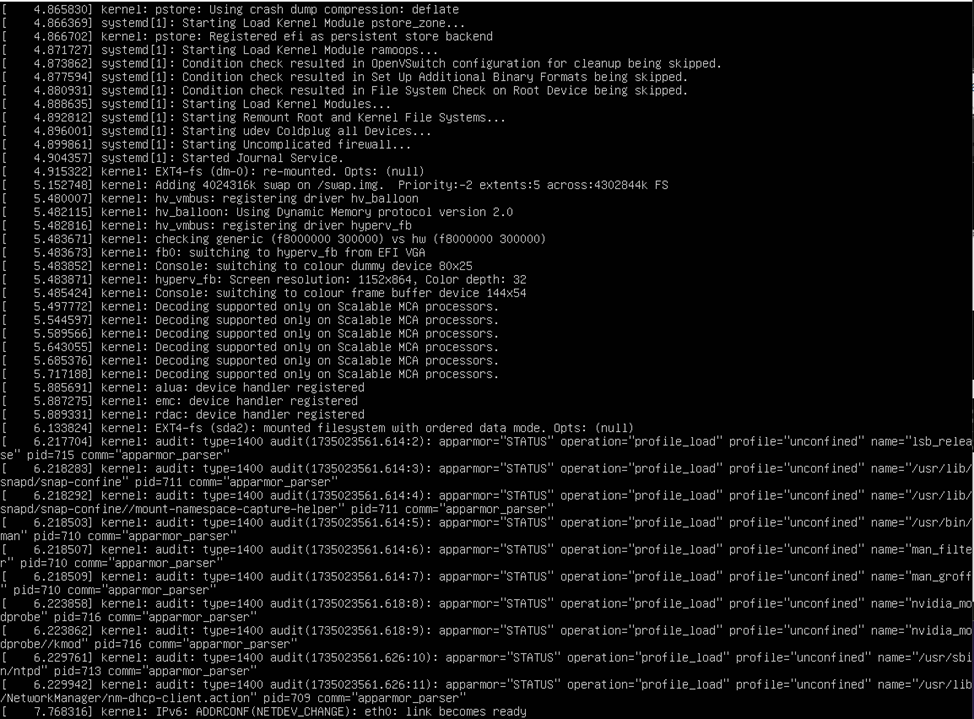 [    4.865830] kernel: pstore: Using crash dump compression: deflate
[    4.866369] systemd[1]: Starting Load Kernel Module pstore_zone...
[    4.866702] kernel: pstore: Registered efi as persistent store backend
[    4.871727] systemd[1]: Starting Load Kernel Module ramoops...
[    4.873862] systemd[1]: Condition check resulted in OpenVSwitch configuration for cleanup being skipped.
[    4.877594] systemd[1]: Condition check resulted in Set Up Additional Binary Formats being skipped.
[    4.880931] systemd[1]: Condition check resulted in File System Check on Root Device being skipped.
[    4.888635] systemd[1]: Starting Load Kernel Modules...
[    4.892812] systemd[1]: Starting Remount Root and Kernel File Systems...
[    4.896001] systemd[1]: Starting udev Coldplug all Devices...
[    4.899861] systemd[1]: Starting Uncomplicated firewall...
[    4.904357] systemd[1]: Started Journal Service.
[    4.915322] kernel: EXT4-fs (dm-0): re-mounted. Opts: (null)
[    5.152748] kernel: Adding 4024316k swap on /swap.img.  Priority:-2 extents:5 across:4302844k FS
[    5.480007] kernel: hv_vmbus: registering driver hv_balloon
[    5.482115] kernel: hv_balloon: Using Dynamic Memory protocol version 2.0
[    5.482816] kernel: hv_vmbus: registering driver hyperv_fb
[    5.483671] kernel: checking generic (f8000000 300000) vs hw (f8000000 300000)
[    5.483673] kernel: fb0: switching to hyperv_fb from EFI VGA
[    5.483852] kernel: Console: switching to colour dummy device 80x25
[    5.483871] kernel: hyperv_fb: Screen resolution: 1152x864, Color depth: 32
[    5.485424] kernel: Console: switching to colour frame buffer device 144x54
[    5.497772] kernel: Decoding supported only on Scalable MCA processors.
[    5.544597] kernel: Decoding supported only on Scalable MCA processors.
[    5.589566] kernel: Decoding supported only on Scalable MCA processors.
[    5.643055] kernel: Decoding supported only on Scalable MCA processors.
[    5.685376] kernel: Decoding supported only on Scalable MCA processors.
[    5.717188] kernel: Decoding supported only on Scalable MCA processors.
[    5.885691] kernel: alua: device handler registered
[    5.887275] kernel: emc: device handler registered
[    5.889331] kernel: rdac: device handler registered
[    6.133824] kernel: EXT4-fs (sda2): mounted filesystem with ordered data mode. Opts: (null)
[    6.217704] kernel: audit: type=1400 audit(1735023561.614:2): apparmor="STATUS" operation="profile_load" profile="unconfined" name="lsb_relea
se" pid=715 comm="apparmor_parser"
[    6.218283] kernel: audit: type=1400 audit(1735023561.614:3): apparmor="STATUS" operation="profile_load" profile="unconfined" name="/usr/lib/
snapd/snap-confine" pid=711 comm="apparmor_parser"
[    6.218292] kernel: audit: type=1400 audit(1735023561.614:4): apparmor="STATUS" operation="profile_load" profile="unconfined" name="/usr/lib/
snapd/snap-confine//mount-namespace-capture-helper" pid=711 comm="apparmor_parser"
[    6.218503] kernel: audit: type=1400 audit(1735023561.614:5): apparmor="STATUS" operation="profile_load" profile="unconfined" name="/usr/bin/
man" pid=710 comm="apparmor_parser"
[    6.218507] kernel: audit: type=1400 audit(1735023561.614:6): apparmor="STATUS" operation="profile_load" profile="unconfined" name="man_filte
r" pid=710 comm="apparmor_parser"
[    6.218509] kernel: audit: type=1400 audit(1735023561.614:7): apparmor="STATUS" operation="profile_load" profile="unconfined" name="man_groff
" pid=710 comm="apparmor_parser"
[    6.223858] kernel: audit: type=1400 audit(1735023561.618:8): apparmor="STATUS" operation="profile_load" profile="unconfined" name="nvidia_mo
dprobe" pid=716 comm="apparmor_parser"
[    6.223862] kernel: audit: type=1400 audit(1735023561.618:9): apparmor="STATUS" operation="profile_load" profile="unconfined" name="nvidia_mo
dprobe//kmod" pid=716 comm="apparmor_parser"
[    6.229761] kernel: audit: type=1400 audit(1735023561.626:10): apparmor="STATUS" operation="profile_load" profile="unconfined" name="/usr/sbi
n/ntpd" pid=713 comm="apparmor_parser"
[    6.229942] kernel: audit: type=1400 audit(1735023561.626:11): apparmor="STATUS" operation="profile_load" profile="unconfined" name="/usr/lib
/NetworkManager/nm-dhcp-client.action" pid=709 comm="apparmor_parser"
[    7.768316] kernel: IPv6: ADDRCONF(NETDEV_CHANGE): eth0: link becomes ready